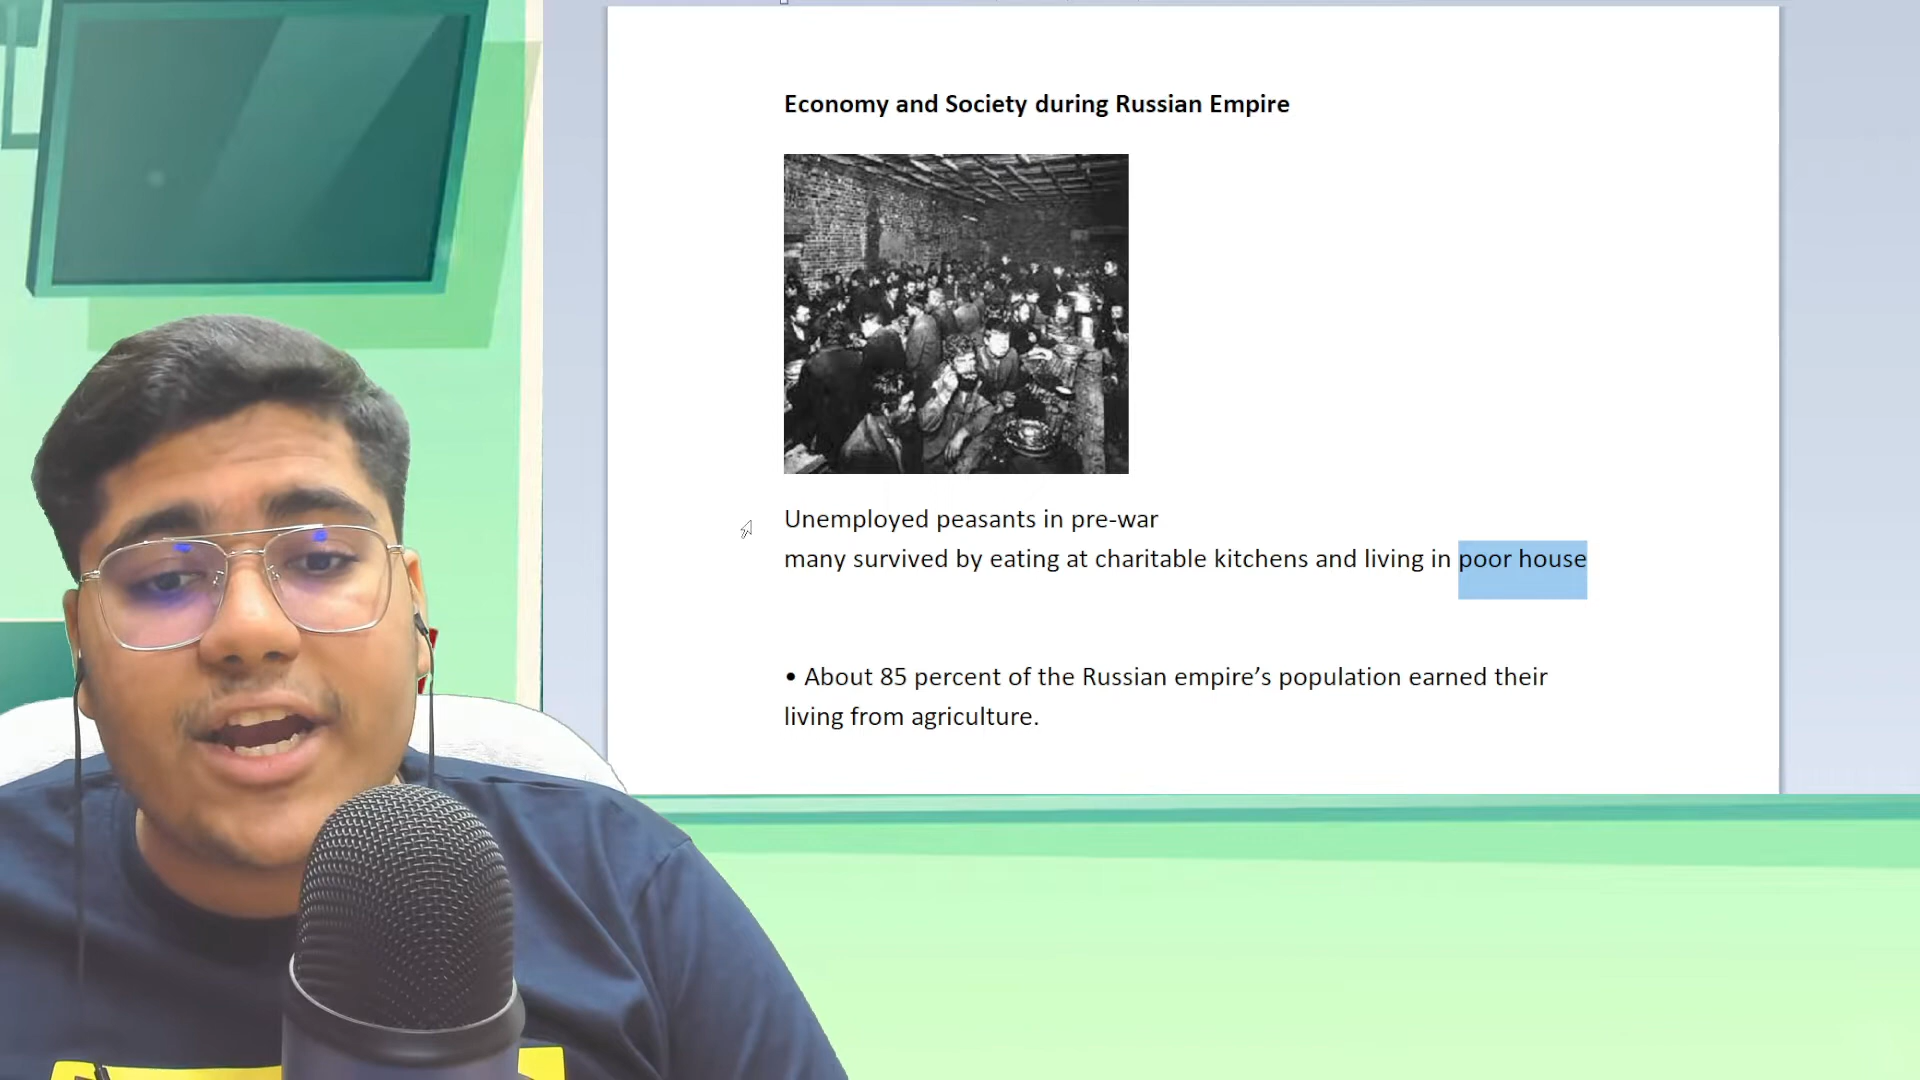 Economy and Society during Russian Empire
Unemployed peasants in pre-war
many survived by eating at charitable kitchens and living in poor house
• About 85 percent of the Russian empire’s population earned their
living from agriculture.